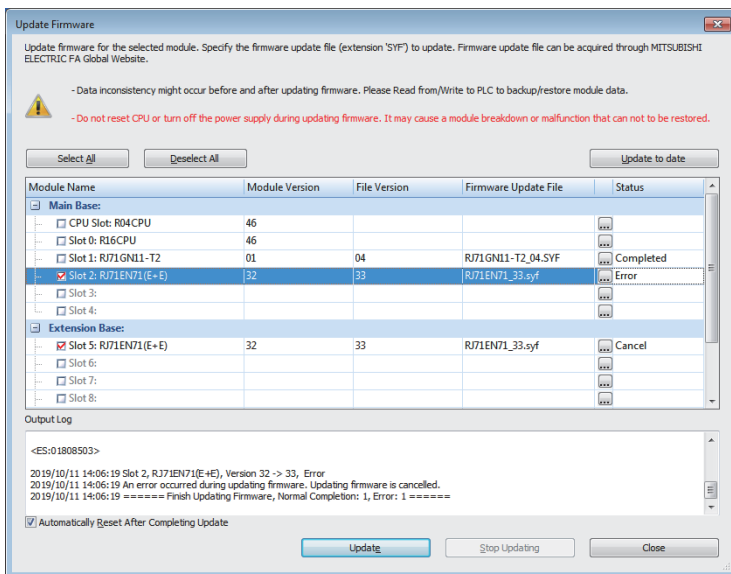 Update Firmware
Update firmware for the selected module. Specify the firmware update file (extension 'SYF') to update. Firmware update file can be acquired through MITSUBISHI
ELECTRIC FA Global Website.
- Data inconsistency might occur before and after updating firmware. Please Read from/Write to PLC to backup/restore module data.
- Do not reset CPU or turn off the power supply during updating firmware. It may cause a module breakdown or malfunction that can not to be restored.
Select All Deselect All Update to date
Module Name Module Version File Version Firmware Update File Status
Main Base:
CPU Slot: R04CPU 46 ...
Slot 0: R16CPU 46 ...
Slot 1: RJ71GN11-T2 01 04 RJ71GN11-T2_04.SYF ... Completed
Slot 2: RJ71EN71(E+E) 32 33 RJ71EN71_33.syf ... Error
Slot 3: ...
Slot 4: ...
Extension Base:
Slot 5: RJ71EN71(E+E) 32 33 RJ71EN71_33.syf ... Cancel
Slot 6: ...
Slot 7: ...
Slot 8: ...
Output Log
<ES:01808503>
2019/10/11 14:06:19 Slot 2, RJ71EN71(E+E), Version 32 -> 33, Error
2019/10/11 14:06:19 An error occurred during updating firmware. Updating firmware is cancelled.
2019/10/11 14:06:19 ====== Finish Updating Firmware, Normal Completion: 1, Error: 1 ======
Automatically Reset After Completing Update
Update Stop Updating Close